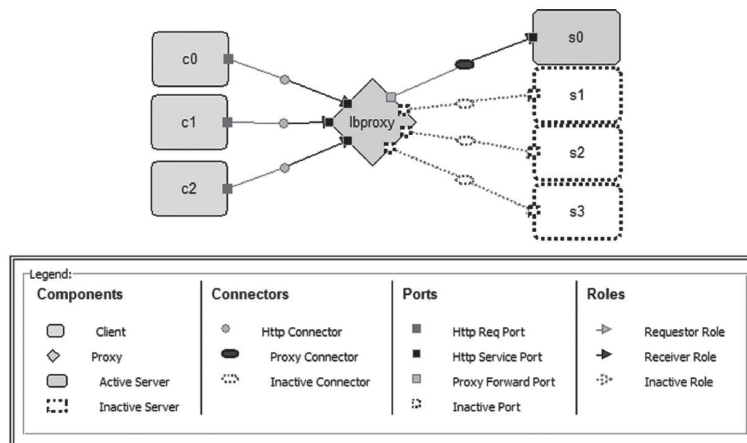 c0
c1
c2
lbproxy
s0
s1
s2
s3
Legend:
Components
Client
Proxy
Active Server
Inactive Server
Connectors
Http Connector
Proxy Connector
Inactive Connector
Ports
Http Req Port
Http Service Port
Proxy Forward Port
Inactive Port
Roles
Requestor Role
Receiver Role
Inactive Role